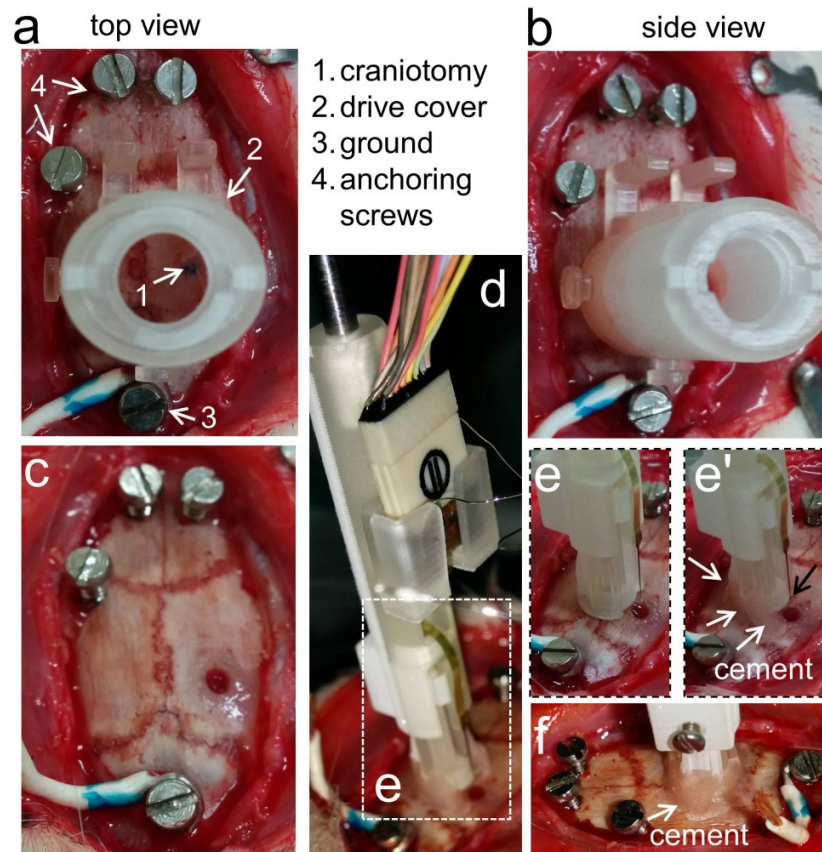 a
top view
b
side view
1. craniotomy
2. drive cover
3. ground
4. anchoring
screws
4
2
1
3
d
c
e
e
e'
cement
f
cement